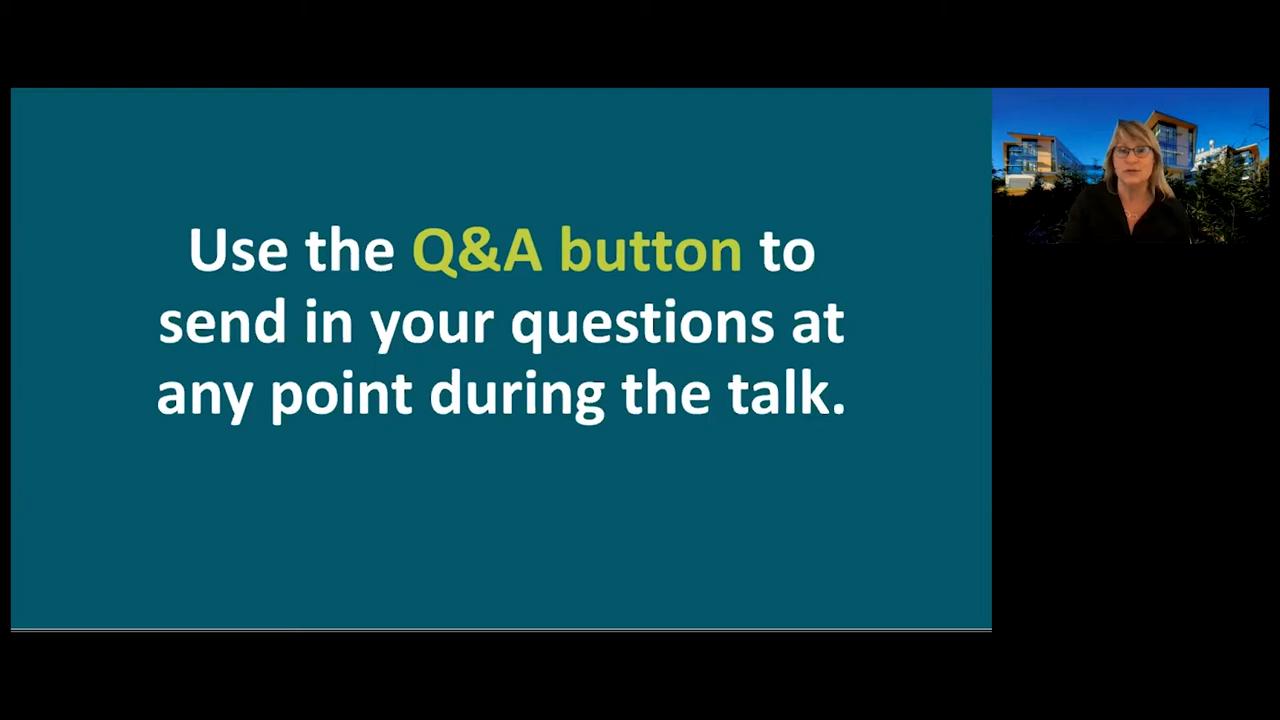 Use the Q&A button to
send in your questions at
any point during the talk.